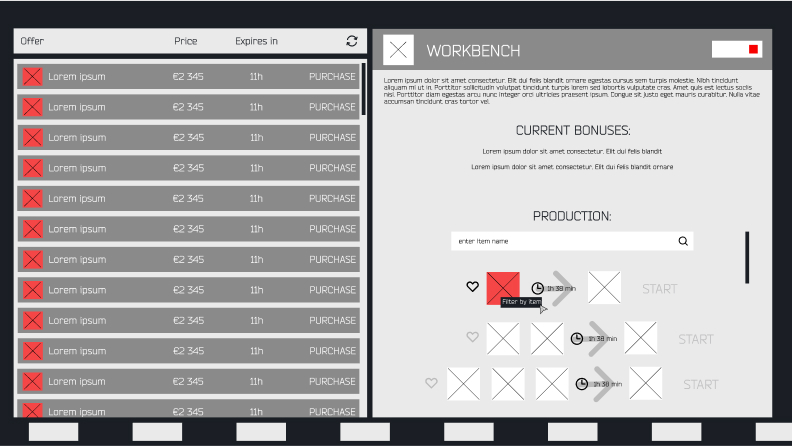 Offer Price Expires in
Lorem ipsum €2 345 11h PURCHASE
Lorem ipsum €2 345 11h PURCHASE
Lorem ipsum €2 345 11h PURCHASE
Lorem ipsum €2 345 11h PURCHASE
Lorem ipsum €2 345 11h PURCHASE
Lorem ipsum €2 345 11h PURCHASE
Lorem ipsum €2 345 11h PURCHASE
Lorem ipsum €2 345 11h PURCHASE
Lorem ipsum €2 345 11h PURCHASE
Lorem ipsum €2 345 11h PURCHASE
Lorem ipsum €2 345 11h PURCHASE
Lorem ipsum €2 345 11h PURCHASE
WORKBENCH
Lorem ipsum dolor sit amet consectetur. Elit dui blandit ornare egestas cursus sem turpis molestie. Nibh tincidunt
aliquam mi ut in. Porttitor sollicitudin volutpat tincidunt turpis lorem sed lobortis vulputate cras. Amet quis est lectus sociis
nisl. Porttitor diam egestas arcu nunc integer orci ultricies praesent ipsum. Congue sit justo eget mauris curabitur. Nulla vitae
accumsan tincidunt cras tortor vel.
CURRENT BONUSES:
Lorem ipsum dolor sit amet consectetur. Elit dui felis blandit
Lorem ipsum dolor sit amet consectetur. Elit dui felis blandit ornare
PRODUCTION:
enter item name
1h 38 min START
Filter by item
1h 38 min START
1h 38 min START